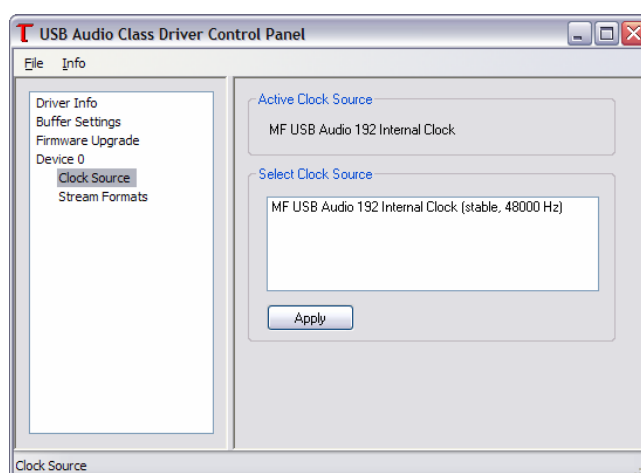 USB Audio Class Driver Control Panel
File Info
Driver Info
Buffer Settings
Firmware Upgrade
Device 0
Clock Source
Stream Formats
Active Clock Source
MF USB Audio 192 Internal Clock
Select Clock Source
MF USB Audio 192 Internal Clock (stable, 48000 Hz)
Apply
Clock Source